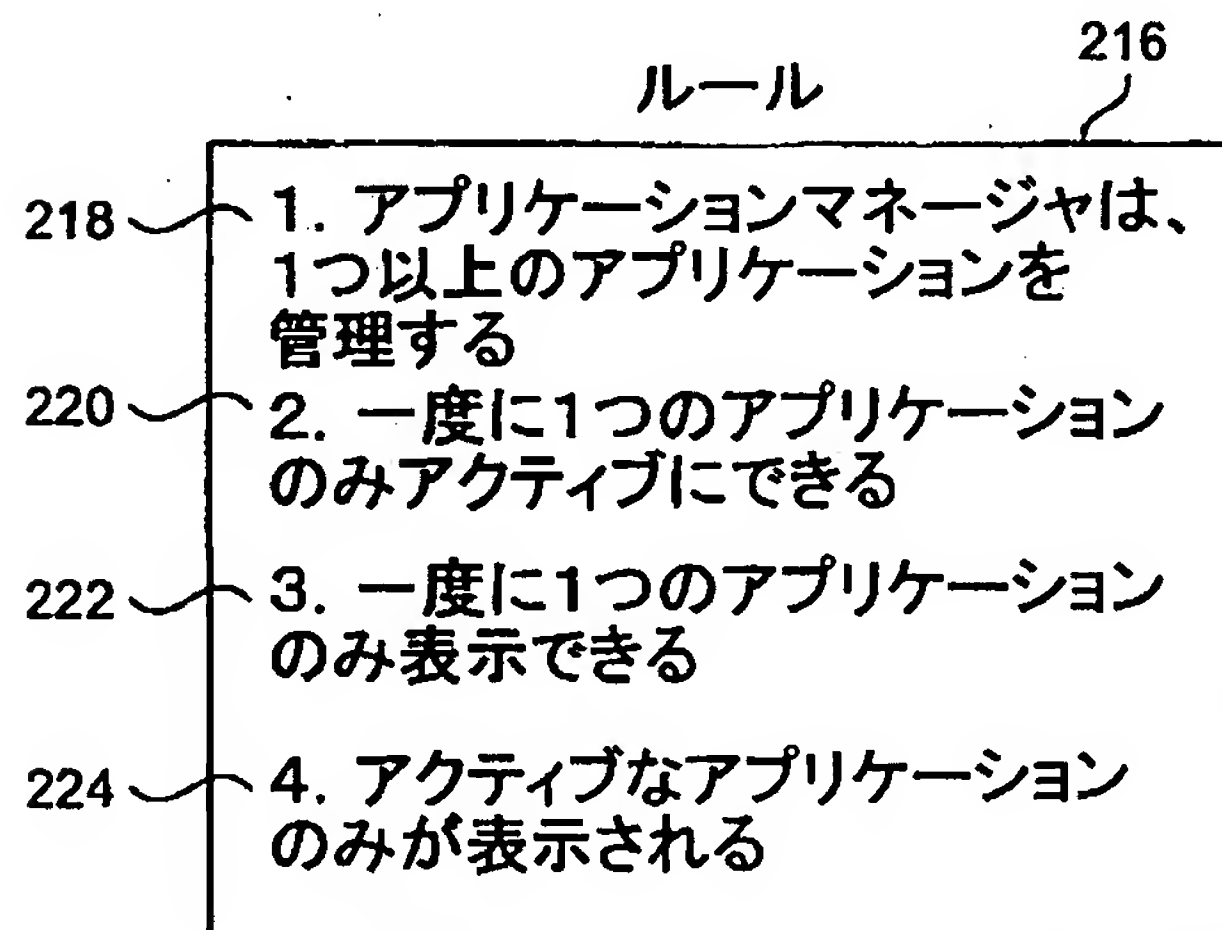 216
ルール
218
1. アプリケーションマネージャは、
1つ以上のアプリケーションを
管理する
220
2. 一度に1つのアプリケーション
のみアクティブにできる
222
3. 一度に1つのアプリケーション
のみ表示できる
224
4. アクティブなアプリケーション
のみが表示される